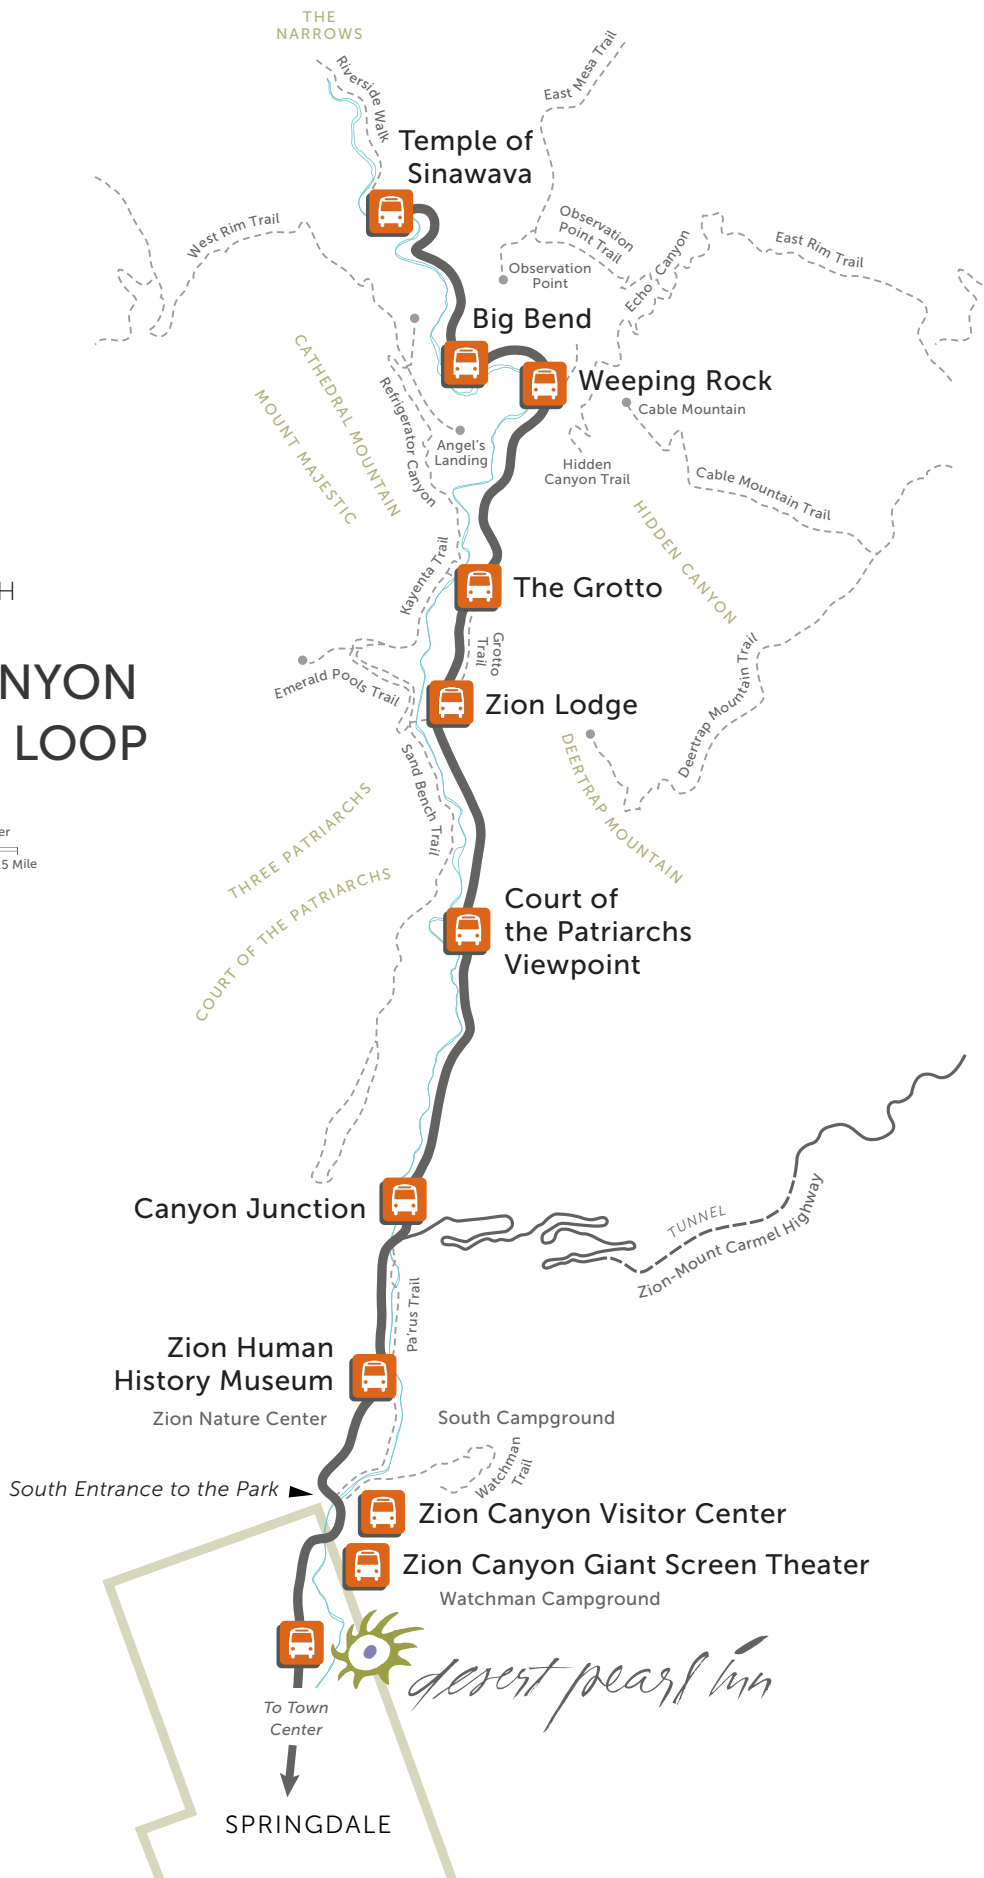 THE
NARROWS
Riverside Walk
East Mesa Trail
Temple of
Sinawava
West Rim Trail
Observation
Point Trail
Echo Canyon
East Rim Trail
Observation
Point
Big Bend
Weeping Rock
Cable Mountain
CATHEDRAL MOUNTAIN
MOUNT MAJESTIC
Refrigerator Canyon
Angel's
Landing
Hidden
Canyon Trail
Cable Mountain Trail
HIDDEN CANYON
Kayenta Trail
The Grotto
H
Grotto
Trail
NYON
LOOP
Emerald Pools Trail
Zion Lodge
Deertrap Mountain Trail
DEERTRAP MOUNTAIN
Sand Bench Trail
er
5 Mile
THREE PATRIARCHS
COURT OF THE PATRIARCHS
Court of
the Patriarchs
Viewpoint
Canyon Junction
TUNNEL
Zion-Mount Carmel Highway
Pa'rus Trail
Zion Human
History Museum
Zion Nature Center
South Campground
Watchman
Trail
South Entrance to the Park
Zion Canyon Visitor Center
Zion Canyon Giant Screen Theater
Watchman Campground
desert pearl inn
To Town
Center
SPRINGDALE